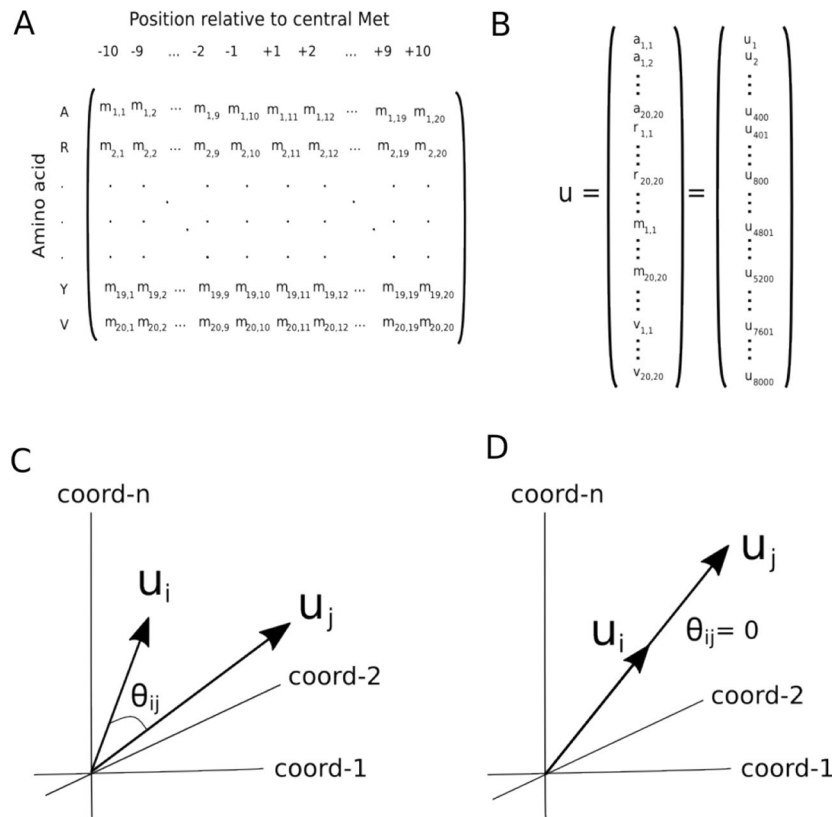 A
Position relative to central Met
-10 -9 ... -2 -1 +1 +2 ... +9 +10
Amino acid
A m1,1 m1,2 ... m1,9 m1,10 m1,11 m1,12 ... m1,19 m1,20
R m2,1 m2,2 ... m2,9 m2,10 m2,11 m2,12 ... m2,19 m2,20
. . . . . . . . .
. . . . . . . . .
. . . . . . . . .
Y m19,1 m19,2 ... m19,9 m19,10 m19,11 m19,12 ... m19,19 m19,20
V m20,1 m20,2 ... m20,9 m20,10 m20,11 m20,12 ... m20,19 m20,20
B
u =
a1,1
a1,2
a20,20
r1,1
r20,20
m1,1
m20,20
v1,1
v20,20
=
u1
u2
u400
u401
u800
u4801
u5200
u7601
u8000
C
coord-n
ui
uj
θij
coord-2
coord-1
D
coord-n
uj
ui
θij = 0
coord-2
coord-1